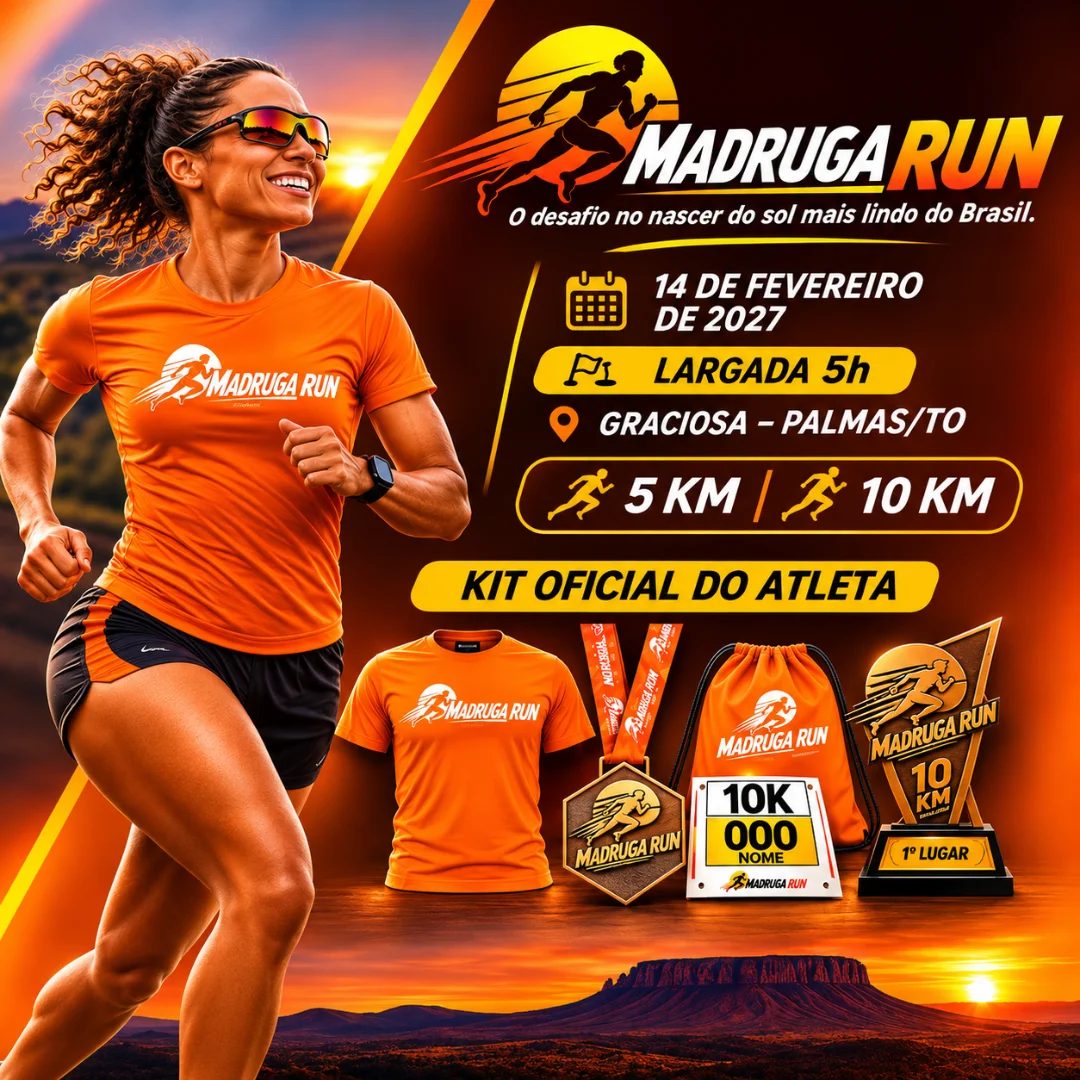 MADRUGA RUN
O desafio no nascer do sol mais lindo do Brasil.
14 DE FEVEREIRO
DE 2027
LARGADA 5h
GRACIOSA – PALMAS/TO
5 KM | 10 KM
KIT OFICIAL DO ATLETA
MADRUGA RUN
MADRUGA RUN
MADRUGA RUN
MADRUGA RUN
MADRUGA RUN
10K
000
NOME
MADRUGA RUN
MADRUGA RUN
10
KM
1º LUGAR